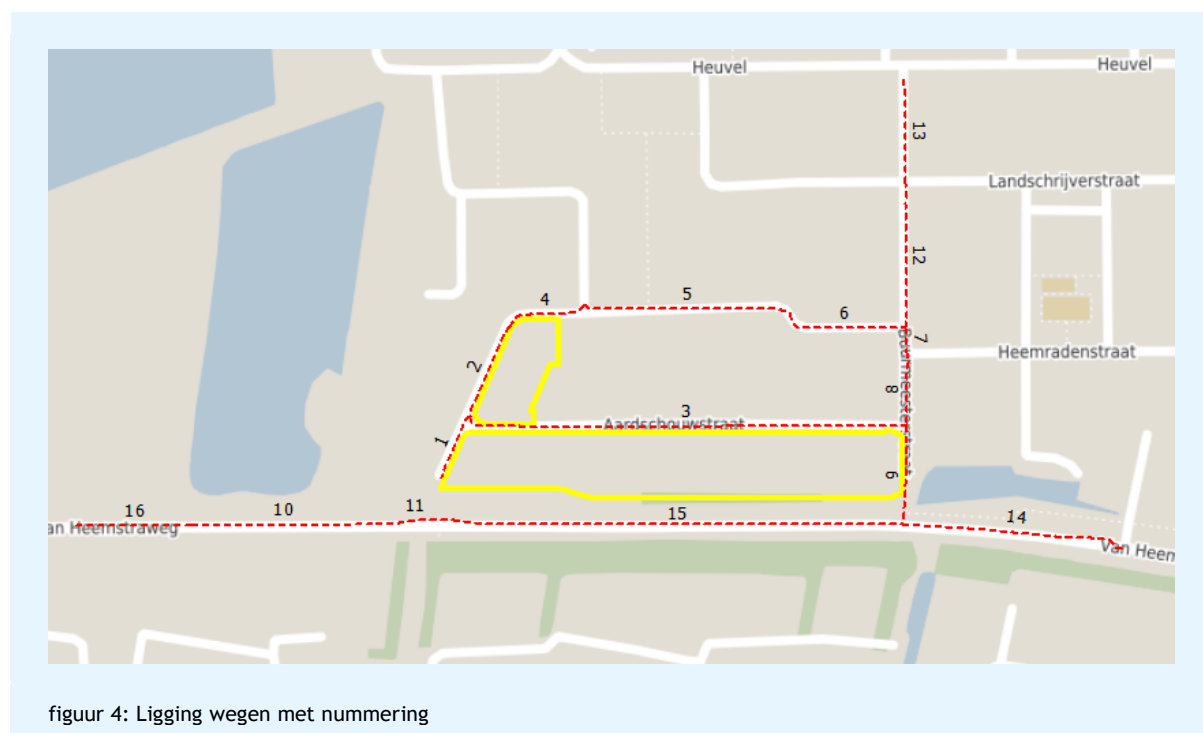 Heuvel
Heuvel
13
Landschrijverstraat
12
4
5
6
7
Heemradenstraat
2
8
Buurmeesterstraat
3
Aardschouwstraat
1
9
16
10
11
15
14
an Heemstraweg
Van Heem
figuur 4: Ligging wegen met nummering